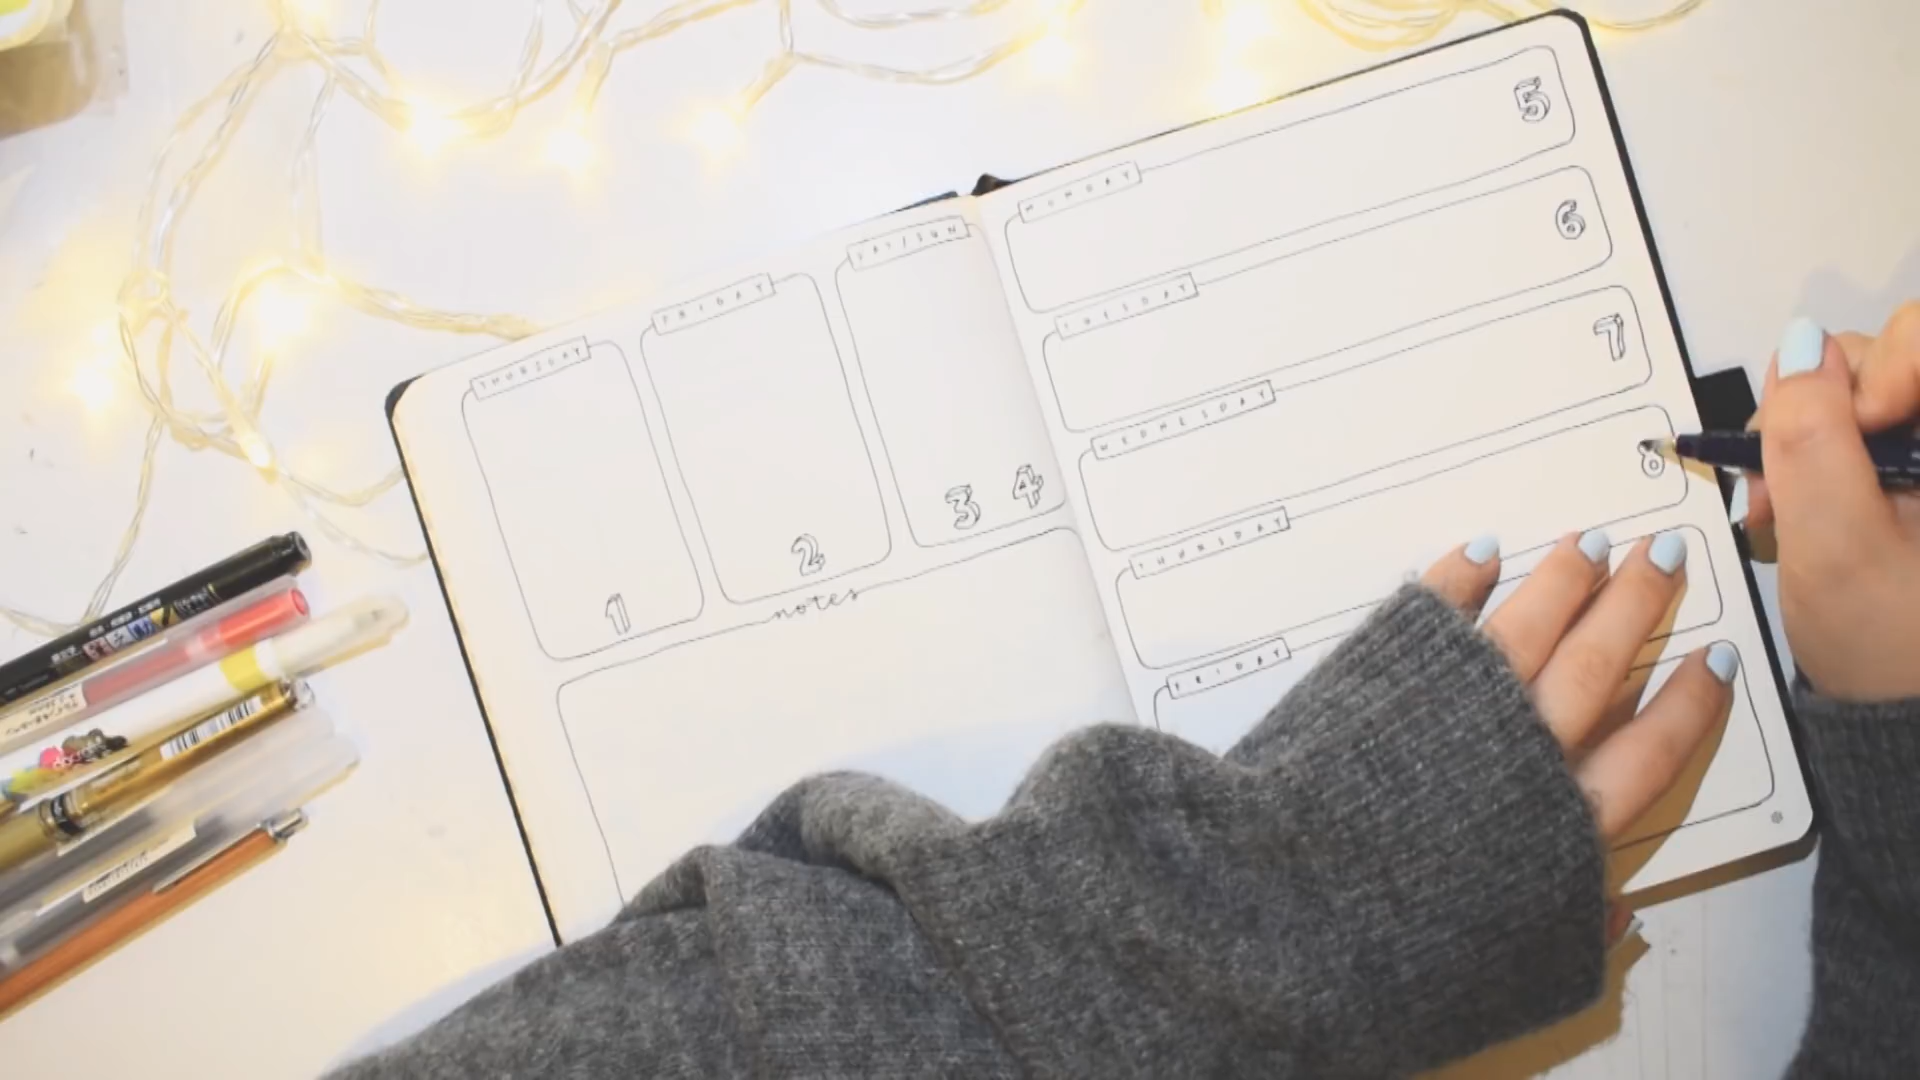 THURSDAY
FRIDAY
SAT/SUN
1
2
3 4
notes
MONDAY
5
TUESDAY
6
WEDNESDAY
7
THURSDAY
8
FRIDAY